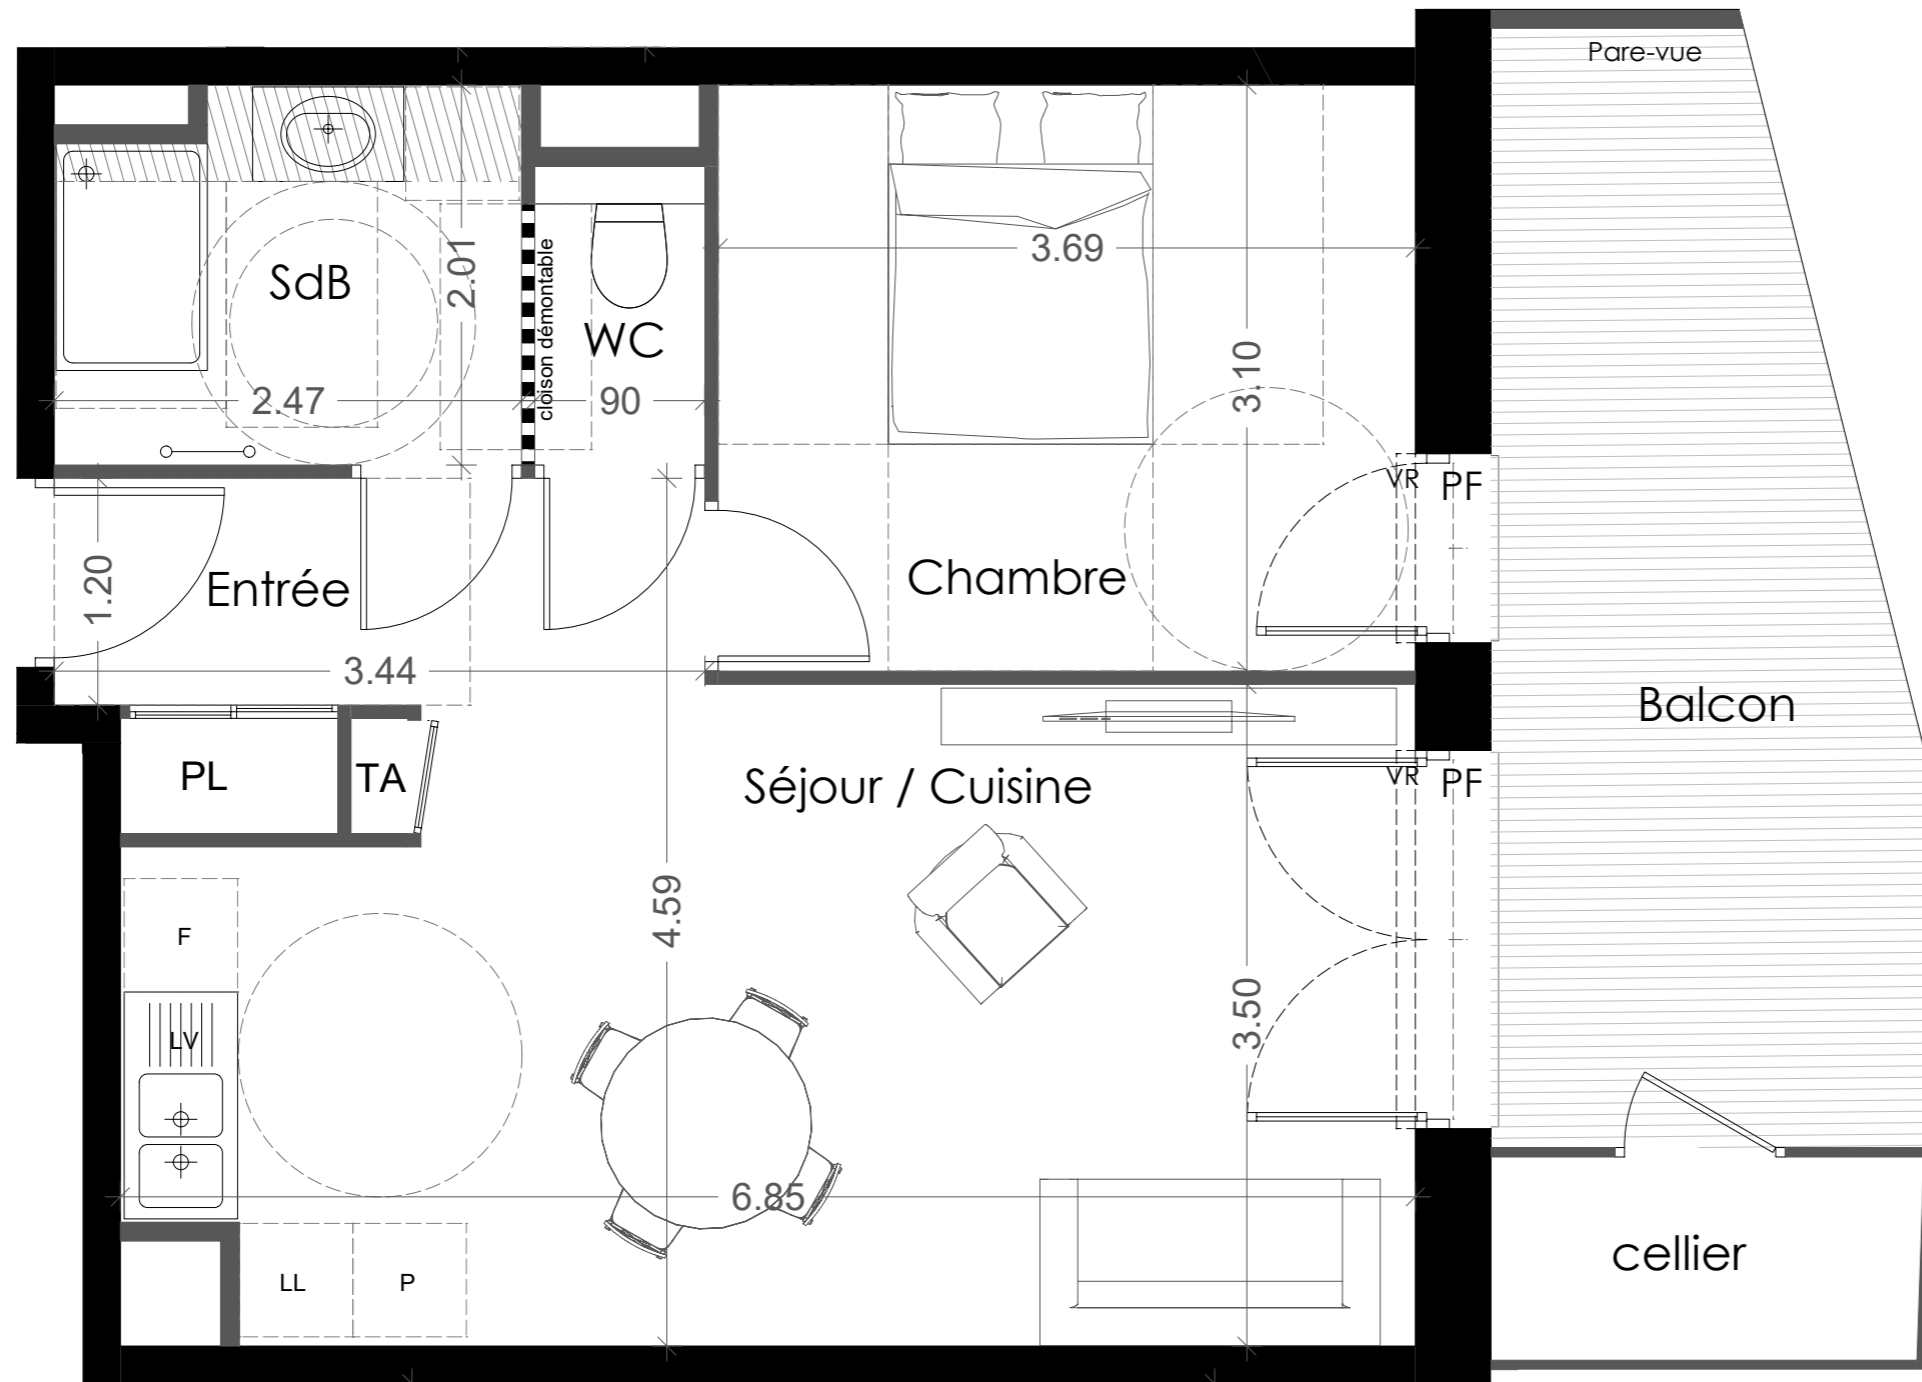 Pare-vue
SdB
2.01
cloison démontable
WC
3.69
3.10
2.47
90
VR
PF
1.20
Entrée
Chambre
3.44
Balcon
PL
TA
Séjour / Cuisine
VR
PF
F
4.59
LV
3.50
6.85
cellier
LL
P